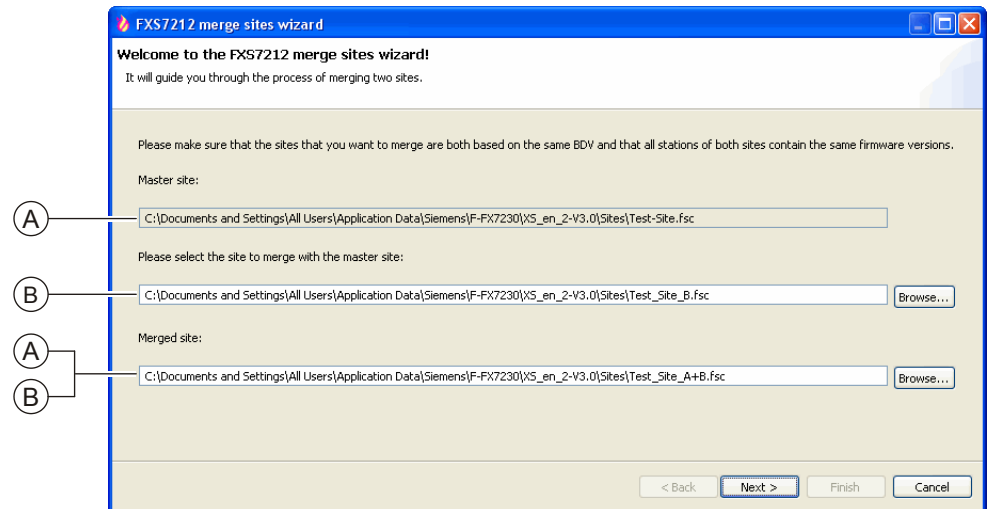 FXS7212 merge sites wizard
Welcome to the FXS7212 merge sites wizard!
It will guide you through the process of merging two sites.
Please make sure that the sites that you want to merge are both based on the same BDV and that all stations of both sites contain the same firmware versions.
Master site:
A
C:\Documents and Settings\All Users\Application Data\Siemens\F-FX7230\XS_en_2-V3.0\Sites\Test-Site.fsc
Please select the site to merge with the master site:
B
C:\Documents and Settings\All Users\Application Data\Siemens\F-FX7230\XS_en_2-V3.0\Sites\Test_Site_B.fsc
Browse...
Merged site:
A
C:\Documents and Settings\All Users\Application Data\Siemens\F-FX7230\XS_en_2-V3.0\Sites\Test_Site_A+B.fsc
Browse...
B
< Back
Next >
Finish
Cancel